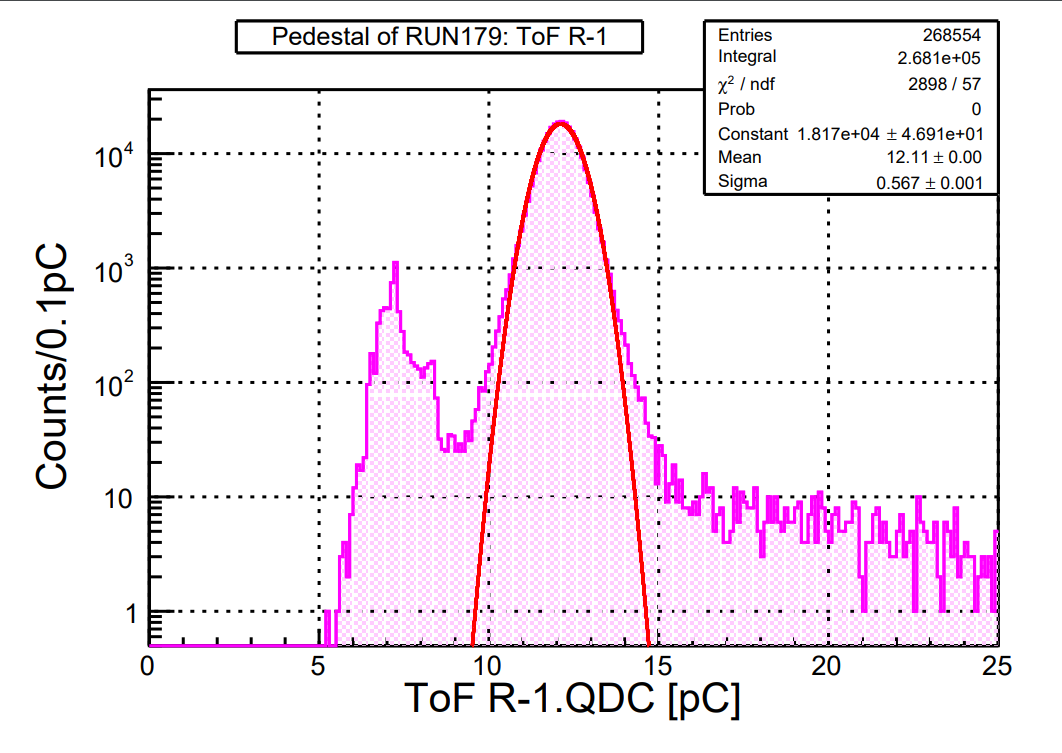 Pedestal of RUN179: ToF R-1
Entries 268554
Integral 2.681e+05
χ² / ndf 2898 / 57
Prob 0
Constant 1.817e+04 ± 4.691e+01
Mean 12.11 ± 0.00
Sigma 0.567 ± 0.001
Counts/0.1pC
10⁴
10³
10²
10
1
0 5 10 15 20 25
ToF R-1.QDC [pC]